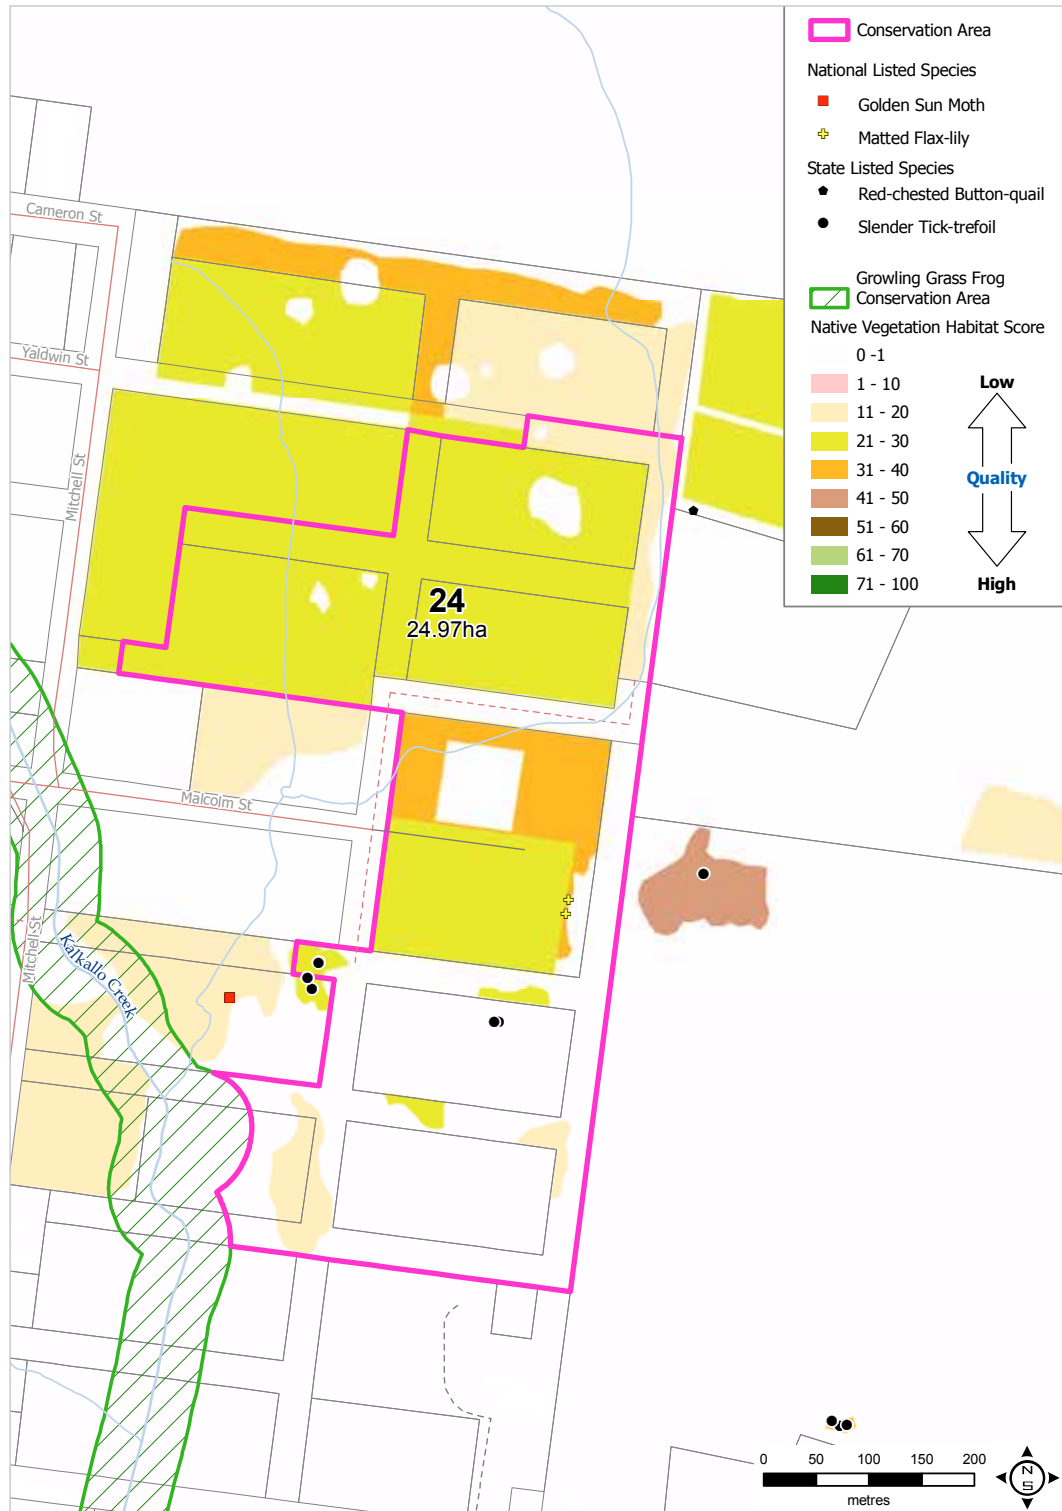 Conservation Area
National Listed Species
Golden Sun Moth
Matted Flax-lily
State Listed Species
Red-chested Button-quail
Slender Tick-trefoil
Growling Grass Frog
Conservation Area
Native Vegetation Habitat Score
0 -1
1 - 10
11 - 20
21 - 30
31 - 40
41 - 50
51 - 60
61 - 70
71 - 100
Low
Quality
High
Cameron St
Yaldwin St
Mitchell St
24
24.97ha
Malcolm St
Mitchell St
Kalkallo Creek
0 50 100 150 200
metres
N
S